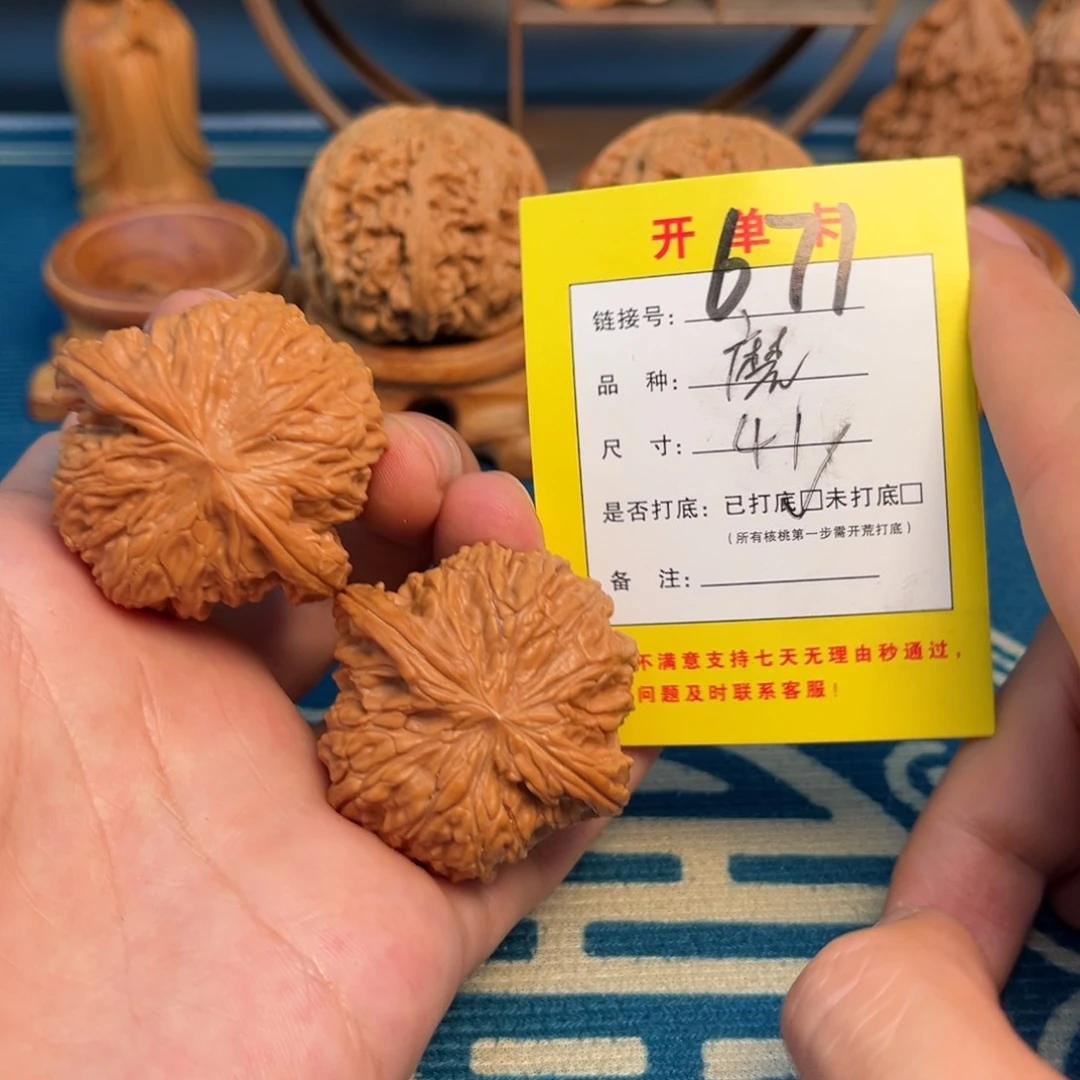 开单卡
链接号: 671
品 种:
尺 寸: 41
是否打底: 已打底☑未打底□
(所有核桃第一步需开荒打底)
备 注:
不满意支持七天无理由秒通过,
问题及时联系客服!